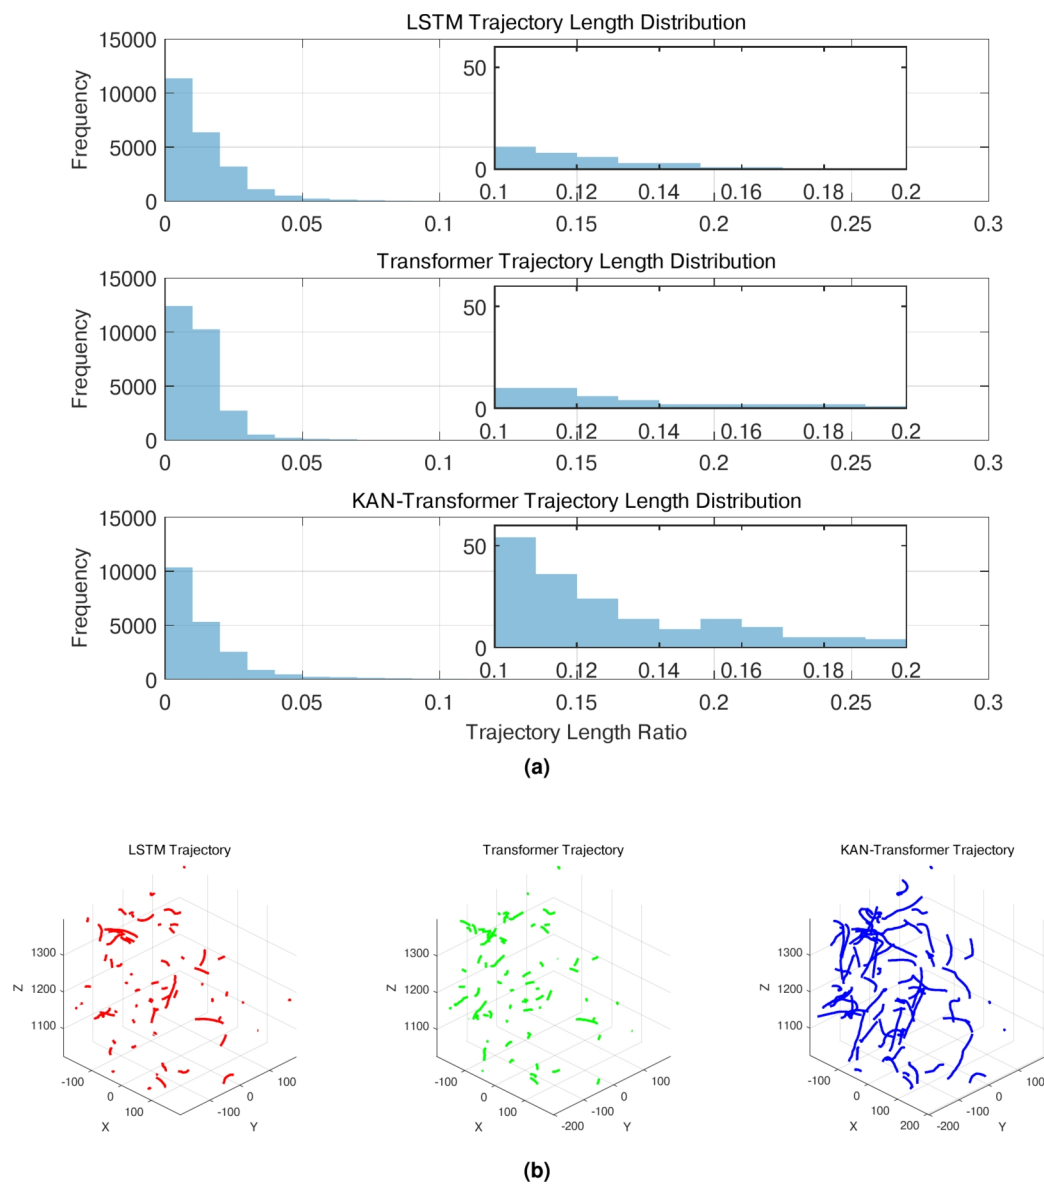 LSTM Trajectory Length Distribution
15000
10000
5000
0
Frequency
50
0
0.1 0.12 0.14 0.16 0.18 0.2
0 0.05 0.1 0.15 0.2 0.25 0.3
Transformer Trajectory Length Distribution
15000
10000
5000
0
Frequency
50
0
0.1 0.12 0.14 0.16 0.18 0.2
0 0.05 0.1 0.15 0.2 0.25 0.3
KAN-Transformer Trajectory Length Distribution
15000
10000
5000
0
Frequency
50
0
0.1 0.12 0.14 0.16 0.18 0.2
0 0.05 0.1 0.15 0.2 0.25 0.3
Trajectory Length Ratio
(a)
LSTM Trajectory
1300
1200
1100
Z
-100 0 100
X
-100 0 100
Y
Transformer Trajectory
1300
1200
1100
Z
-100 0 100
X
-200 -100 0 100
Y
KAN-Transformer Trajectory
1300
1200
1100
Z
-100 0 100 200
X
-200 -100 0 100
Y
(b)